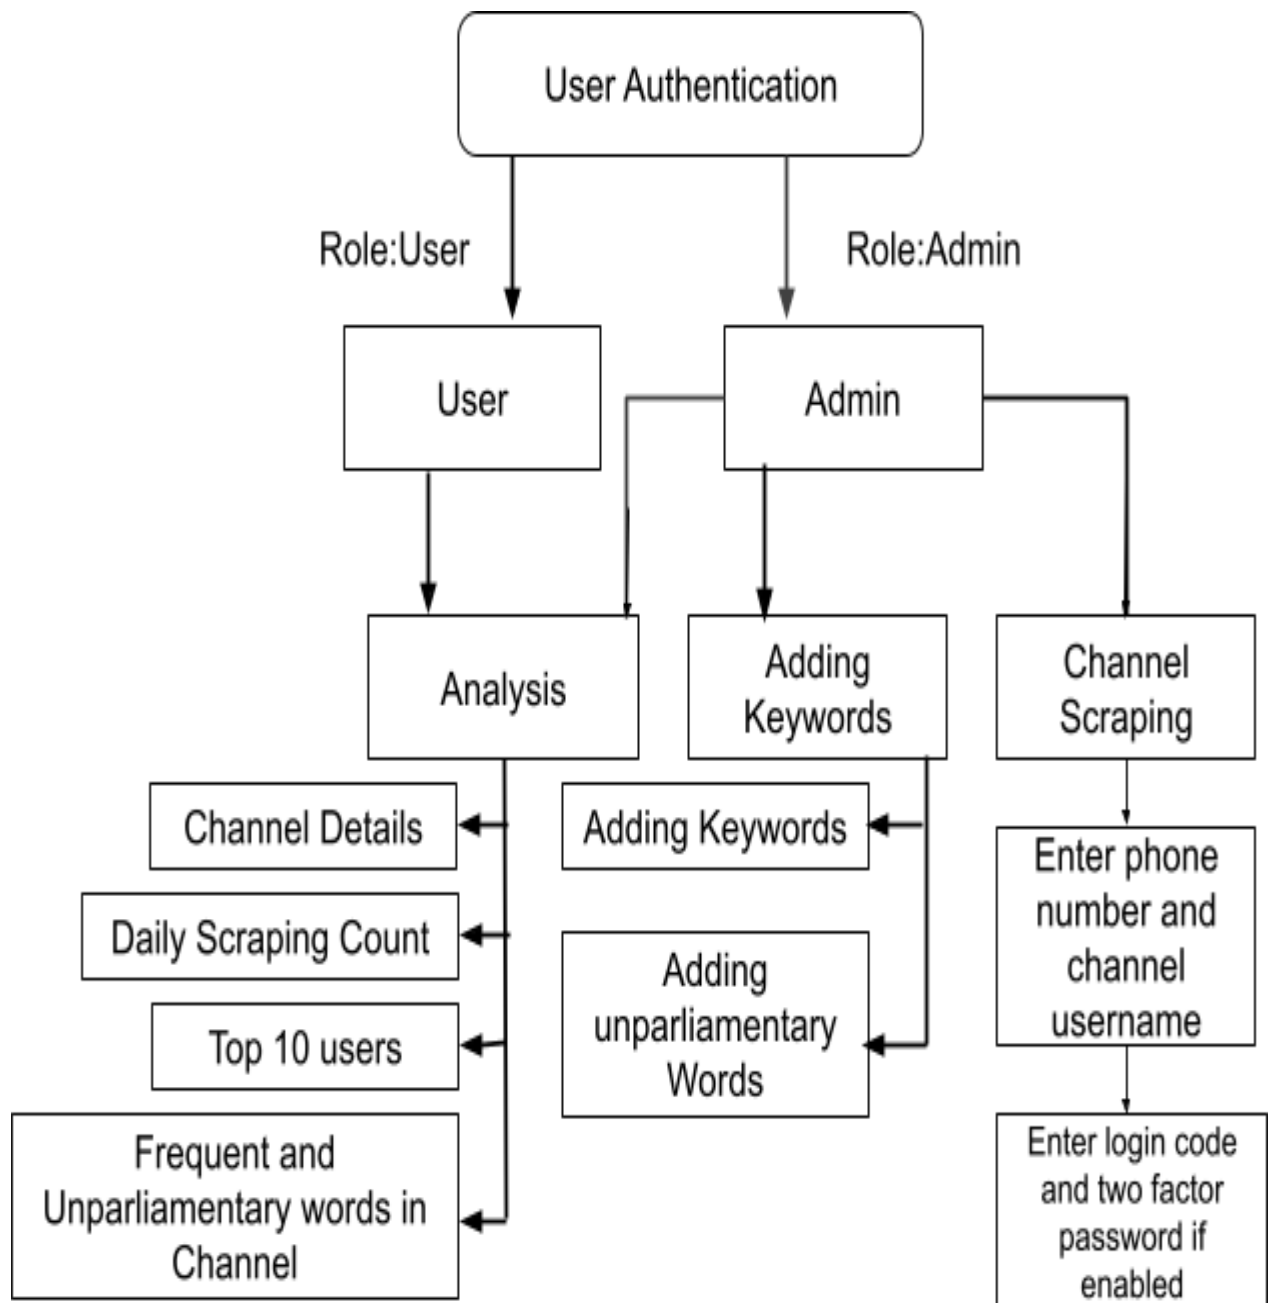 User Authentication
Role:User
Role:Admin
User
Admin
Analysis
Adding
Keywords
Channel
Scraping
Channel Details
Daily Scraping Count
Top 10 users
Frequent and
Unparliamentary words in
Channel
Adding Keywords
Adding
unparliamentary
Words
Enter phone
number and
channel
username
Enter login code
and two factor
password if
enabled